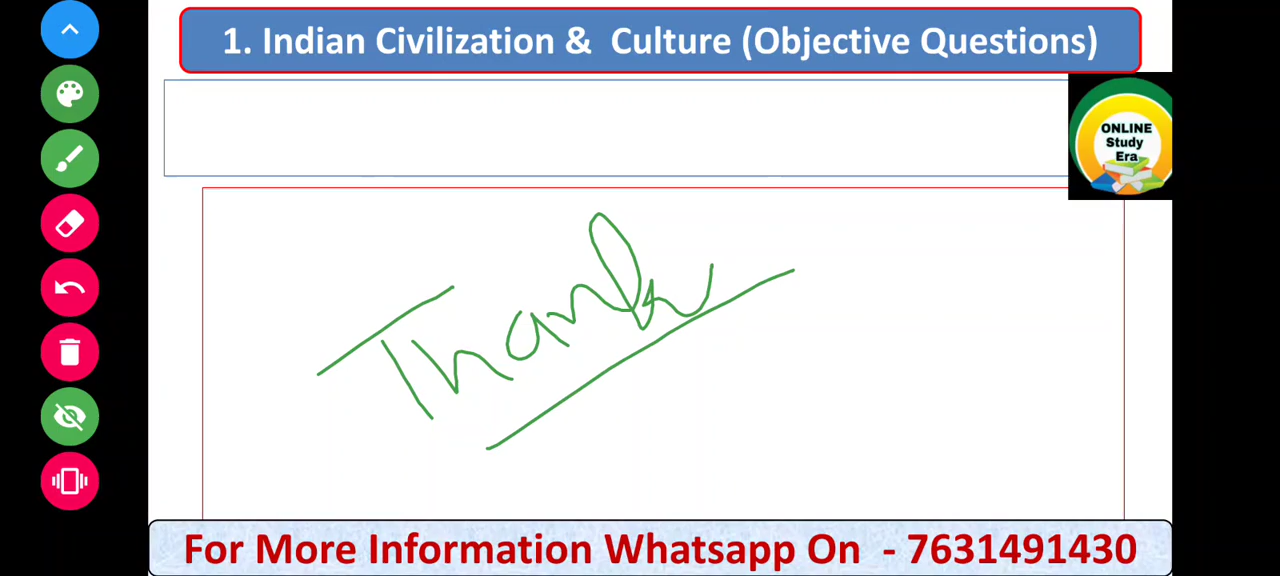 1. Indian Civilization & Culture (Objective Questions)
ONLINE
Study
Era
Thank
For More Information Whatsapp On - 7631491430